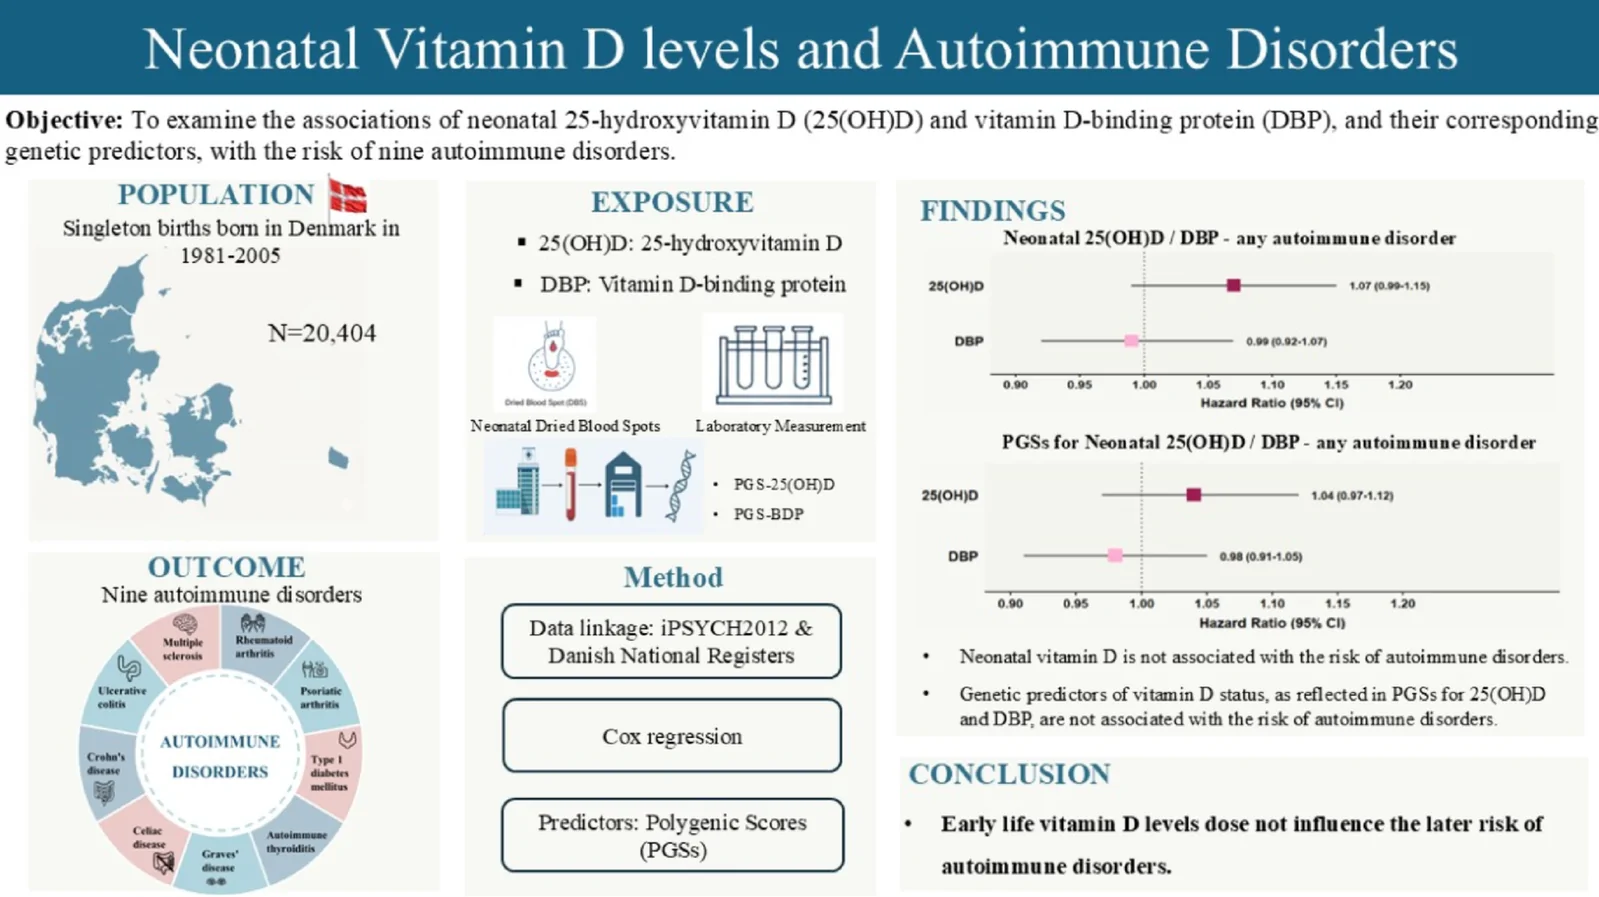 Neonatal Vitamin D levels and Autoimmune Disorders
Objective: To examine the associations of neonatal 25-hydroxyvitamin D (25(OH)D) and vitamin D-binding protein (DBP), and their corresponding
genetic predictors, with the risk of nine autoimmune disorders.
POPULATION
Singleton births born in Denmark in
1981-2005
N=20,404
OUTCOME
Nine autoimmune disorders
Multiple
sclerosis
Rheumatoid
arthritis
Psoriatic
arthritis
Type 1
diabetes
mellitus
Autoimmune
thyroiditis
Graves'
disease
Celiac
disease
Crohn's
disease
Ulcerative
colitis
AUTOIMMUNE
DISORDERS
EXPOSURE
▪ 25(OH)D: 25-hydroxyvitamin D
▪ DBP: Vitamin D-binding protein
Dried Blood Spot (DBS)
Neonatal Dried Blood Spots
Laboratory Measurement
• PGS-25(OH)D
• PGS-BDP
Method
Data linkage: iPSYCH2012 &
Danish National Registers
Cox regression
Predictors: Polygenic Scores
(PGSs)
FINDINGS
Neonatal 25(OH)D / DBP - any autoimmune disorder
25(OH)D 1.07 (0.99-1.15)
DBP 0.99 (0.92-1.07)
0.90 0.95 1.00 1.05 1.10 1.15 1.20
Hazard Ratio (95% CI)
PGSs for Neonatal 25(OH)D / DBP - any autoimmune disorder
25(OH)D 1.04 (0.97-1.12)
DBP 0.98 (0.91-1.05)
0.90 0.95 1.00 1.05 1.10 1.15 1.20
Hazard Ratio (95% CI)
• Neonatal vitamin D is not associated with the risk of autoimmune disorders.
• Genetic predictors of vitamin D status, as reflected in PGSs for 25(OH)D
and DBP, are not associated with the risk of autoimmune disorders.
CONCLUSION
• Early life vitamin D levels dose not influence the later risk of
autoimmune disorders.